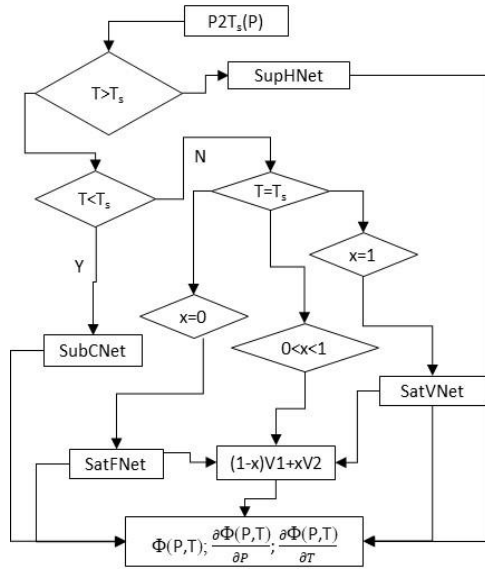 P2Tₛ(P)
T>Tₛ
SupHNet
N
T<Tₛ
T=Tₛ
x=1
Y
x=0
0<x<1
SubCNet
SatVNet
SatFNet
(1-x)V1+xV2
Φ(P,T); ∂Φ(P,T)/∂P; ∂Φ(P,T)/∂T